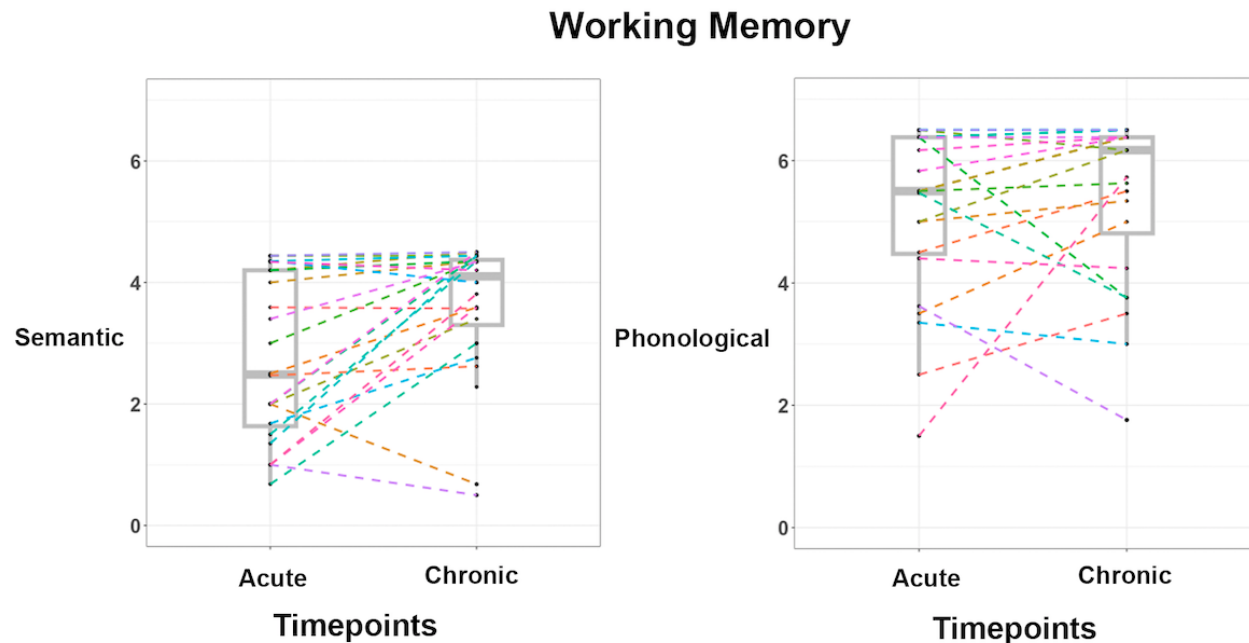 Working Memory
6
4
2
0
Semantic
Acute Chronic
Timepoints
6
4
2
0
Phonological
Acute Chronic
Timepoints